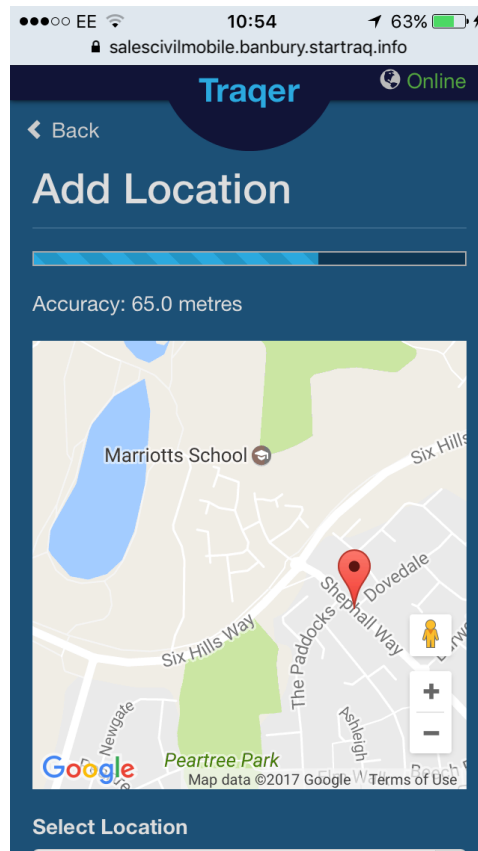 EE 10:54 63%
salescivilmobile.banbury.startraq.info
Traqer
Online
Back
Add Location
Accuracy: 65.0 metres
Marriotts School
Six Hills
Dovedale
Shephall Way
The Paddocks
Six Hills Way
Newgate
Ashleigh
Peartree Park
Google
Map data ©2017 Google
Terms of Use
Select Location